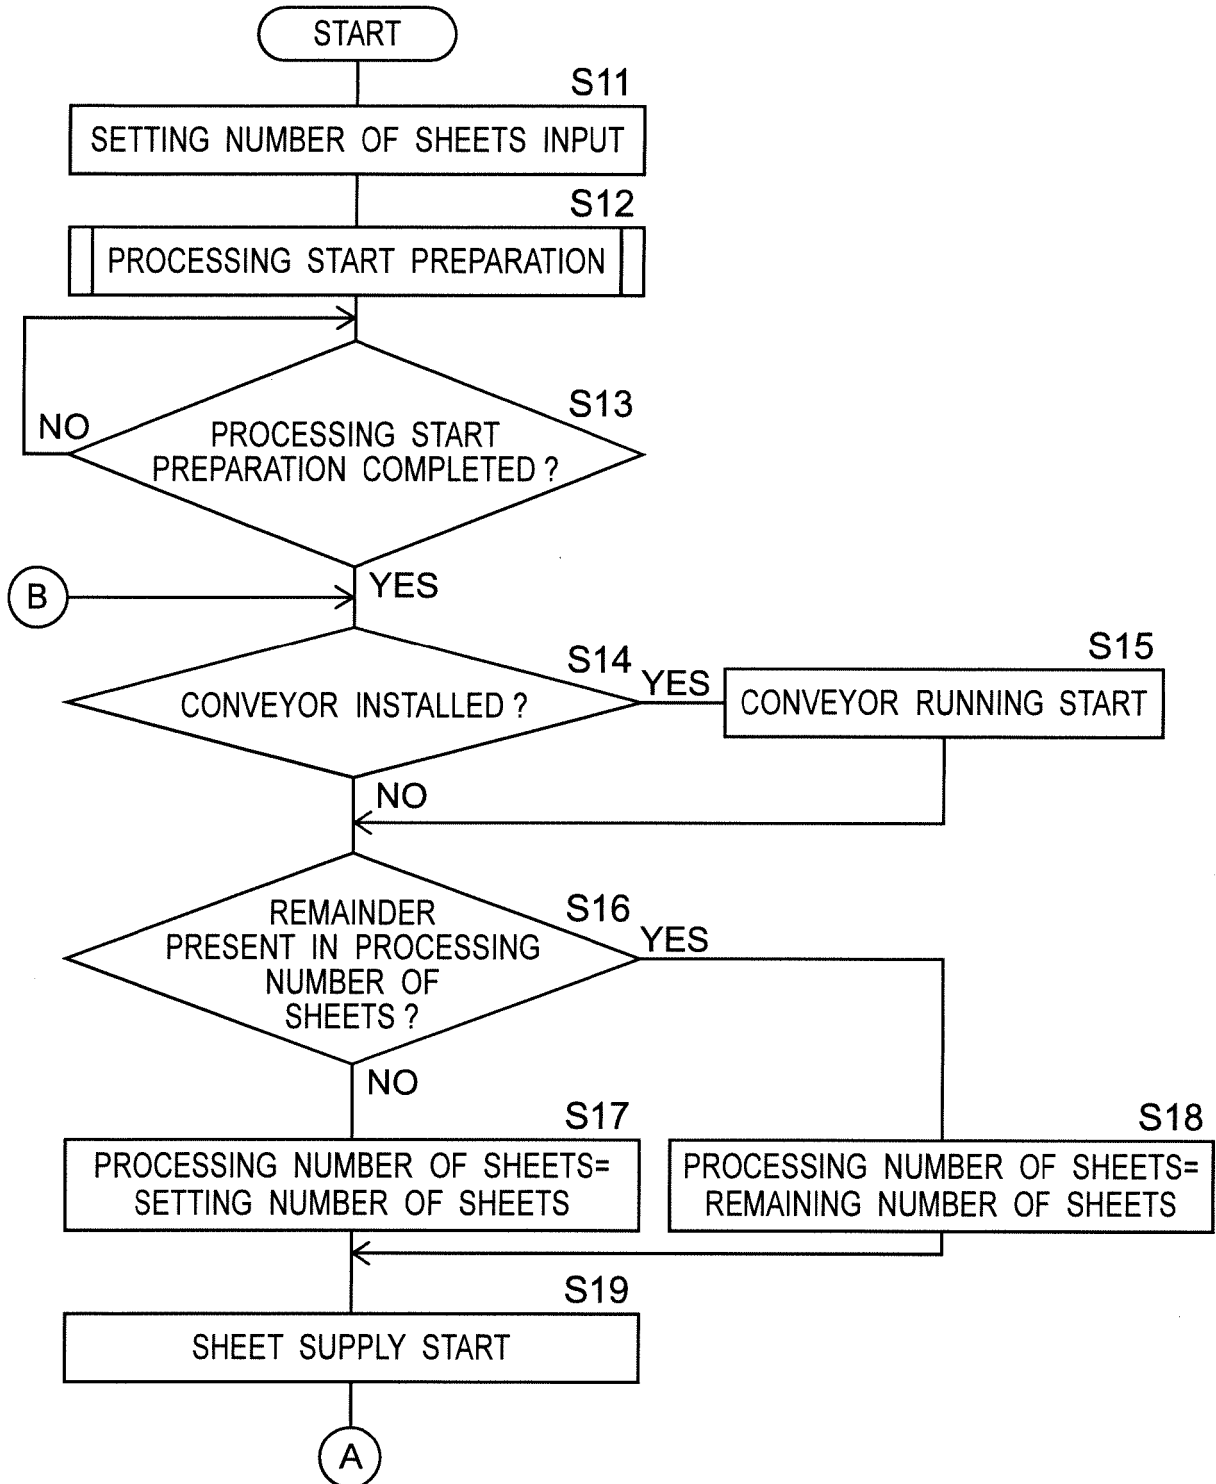 START
S11
SETTING NUMBER OF SHEETS INPUT
S12
PROCESSING START PREPARATION
S13
NO
PROCESSING START
PREPARATION COMPLETED ?
YES
B
S14
CONVEYOR INSTALLED ?
YES
S15
CONVEYOR RUNNING START
NO
S16
REMAINDER
PRESENT IN PROCESSING
NUMBER OF
SHEETS ?
YES
NO
S17
PROCESSING NUMBER OF SHEETS=
SETTING NUMBER OF SHEETS
S18
PROCESSING NUMBER OF SHEETS=
REMAINING NUMBER OF SHEETS
S19
SHEET SUPPLY START
A